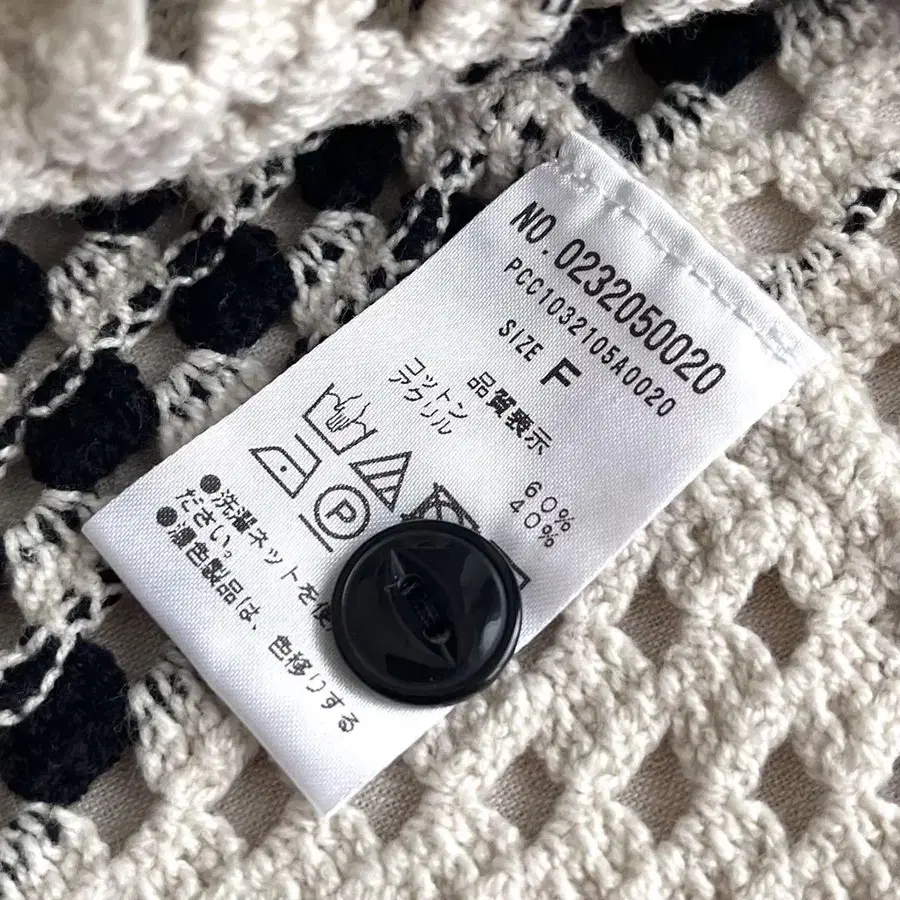 NO.0232050020
PCC1032105A0020
SIZE F
品質表示
コットン 60%
アクリル 40%
P
●洗濯ネットを使
ださい。
●濃色製品は、色移りする